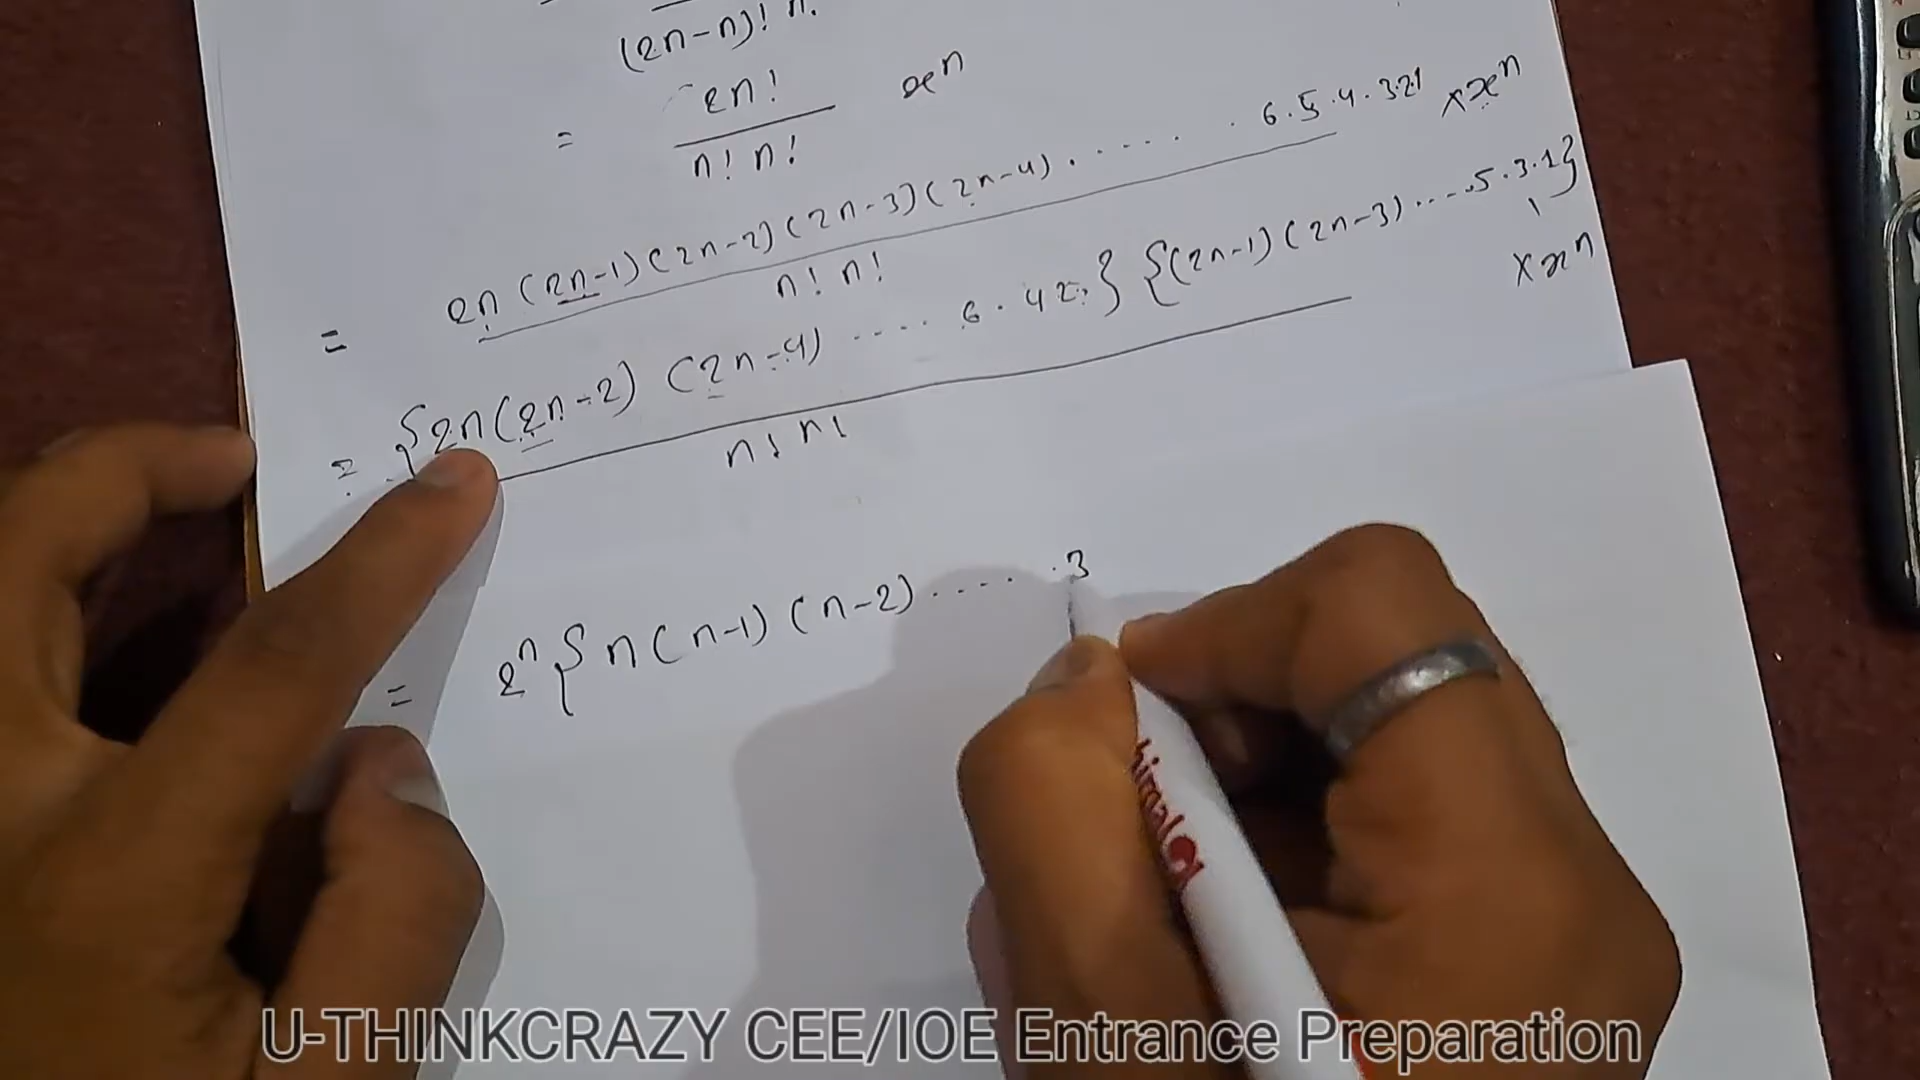 (2n-n)! n!
= 2n! / n! n! xⁿ
= 2n (2n-1) (2n-2) (2n-3) (2n-4) . ..... . 6.5.4.3.2.1 / n! n! × xⁿ
= {2n (2n-2) (2n-4) .... 6.4 2.} {(2n-1) (2n-3) ... .5.3.1} / n! n! × xⁿ
= 2ⁿ { n (n-1) (n-2) ..... .3
himal
U-THINKCRAZY CEE/IOE Entrance Preparation